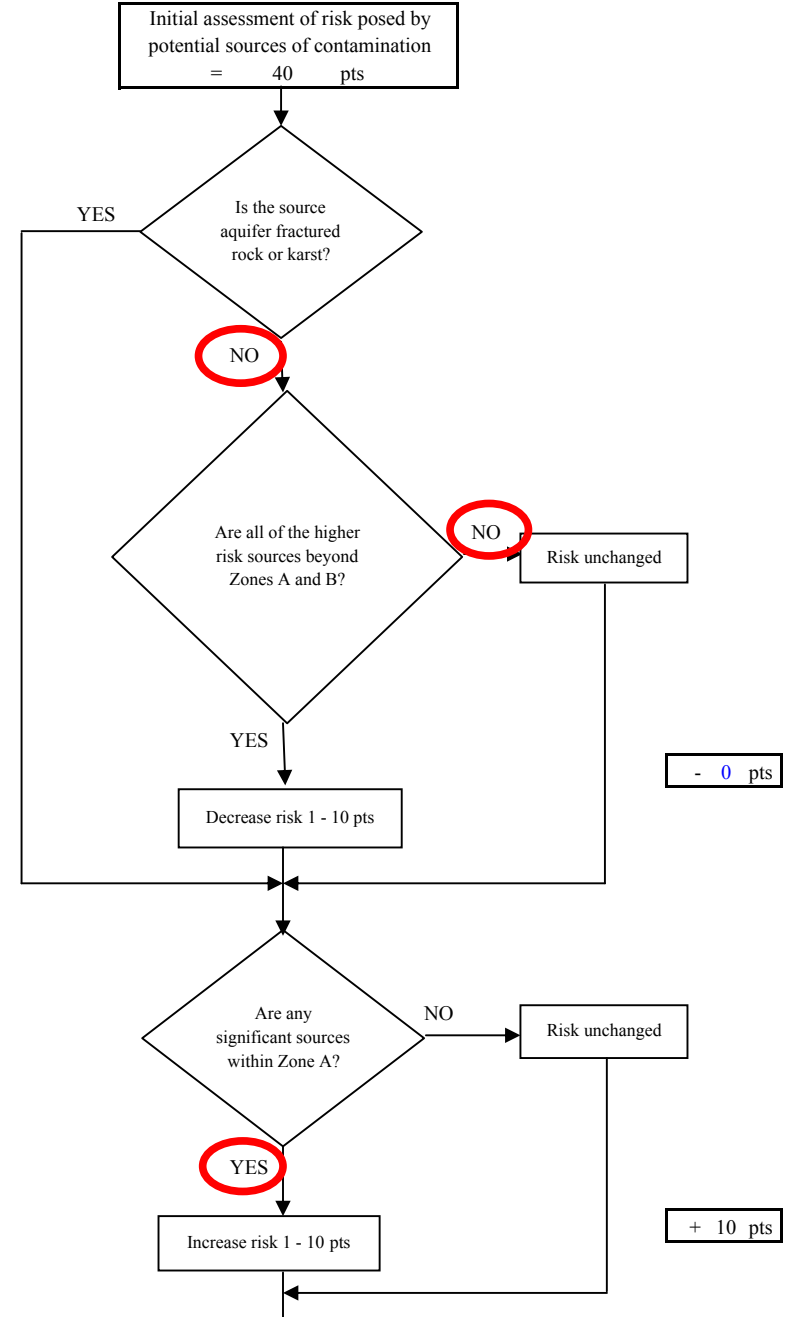 Initial assessment of risk posed by
potential sources of contamination
= 40 pts
YES
Is the source
aquifer fractured
rock or karst?
NO
Are all of the higher
risk sources beyond
Zones A and B?
NO
Risk unchanged
YES
- 0 pts
Decrease risk 1 - 10 pts
Are any
significant sources
within Zone A?
NO
Risk unchanged
YES
+ 10 pts
Increase risk 1 - 10 pts